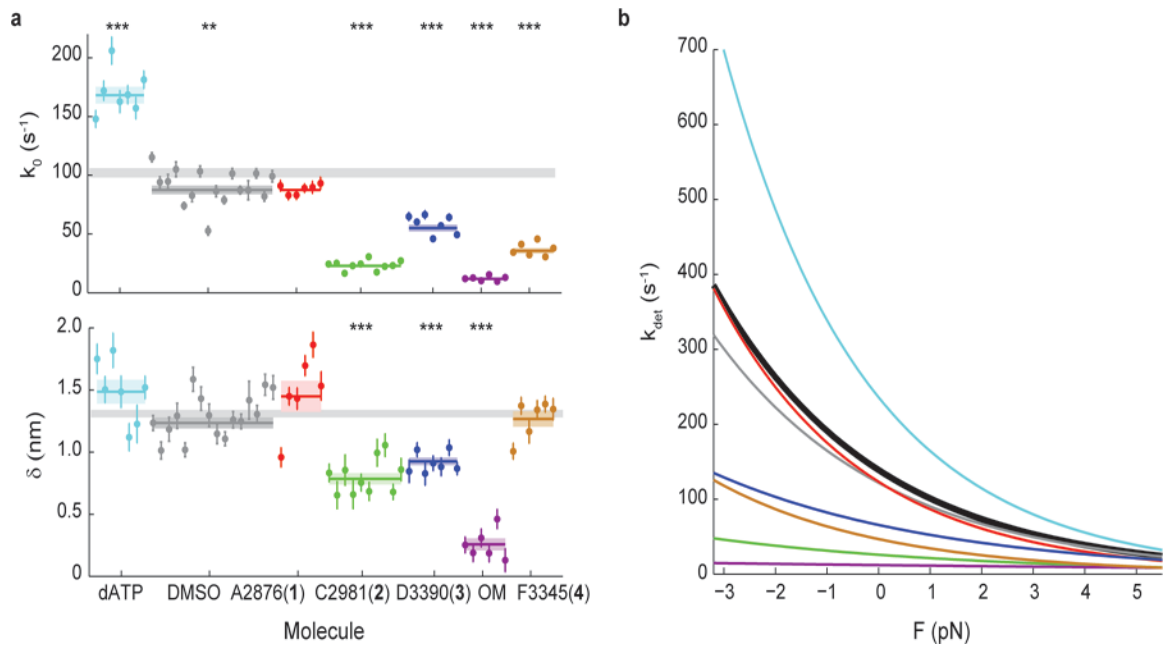 a
*** ** *** *** *** ***
k₀ (s⁻¹)
200
150
100
50
0
*** *** ***
δ (nm)
2.0
1.5
1.0
0.5
0
dATP DMSO A2876(1) C2981(2) D3390(3) OM F3345(4)
Molecule
b
k_det (s⁻¹)
700
600
500
400
300
200
100
0
−3 −2 −1 0 1 2 3 4 5
F (pN)